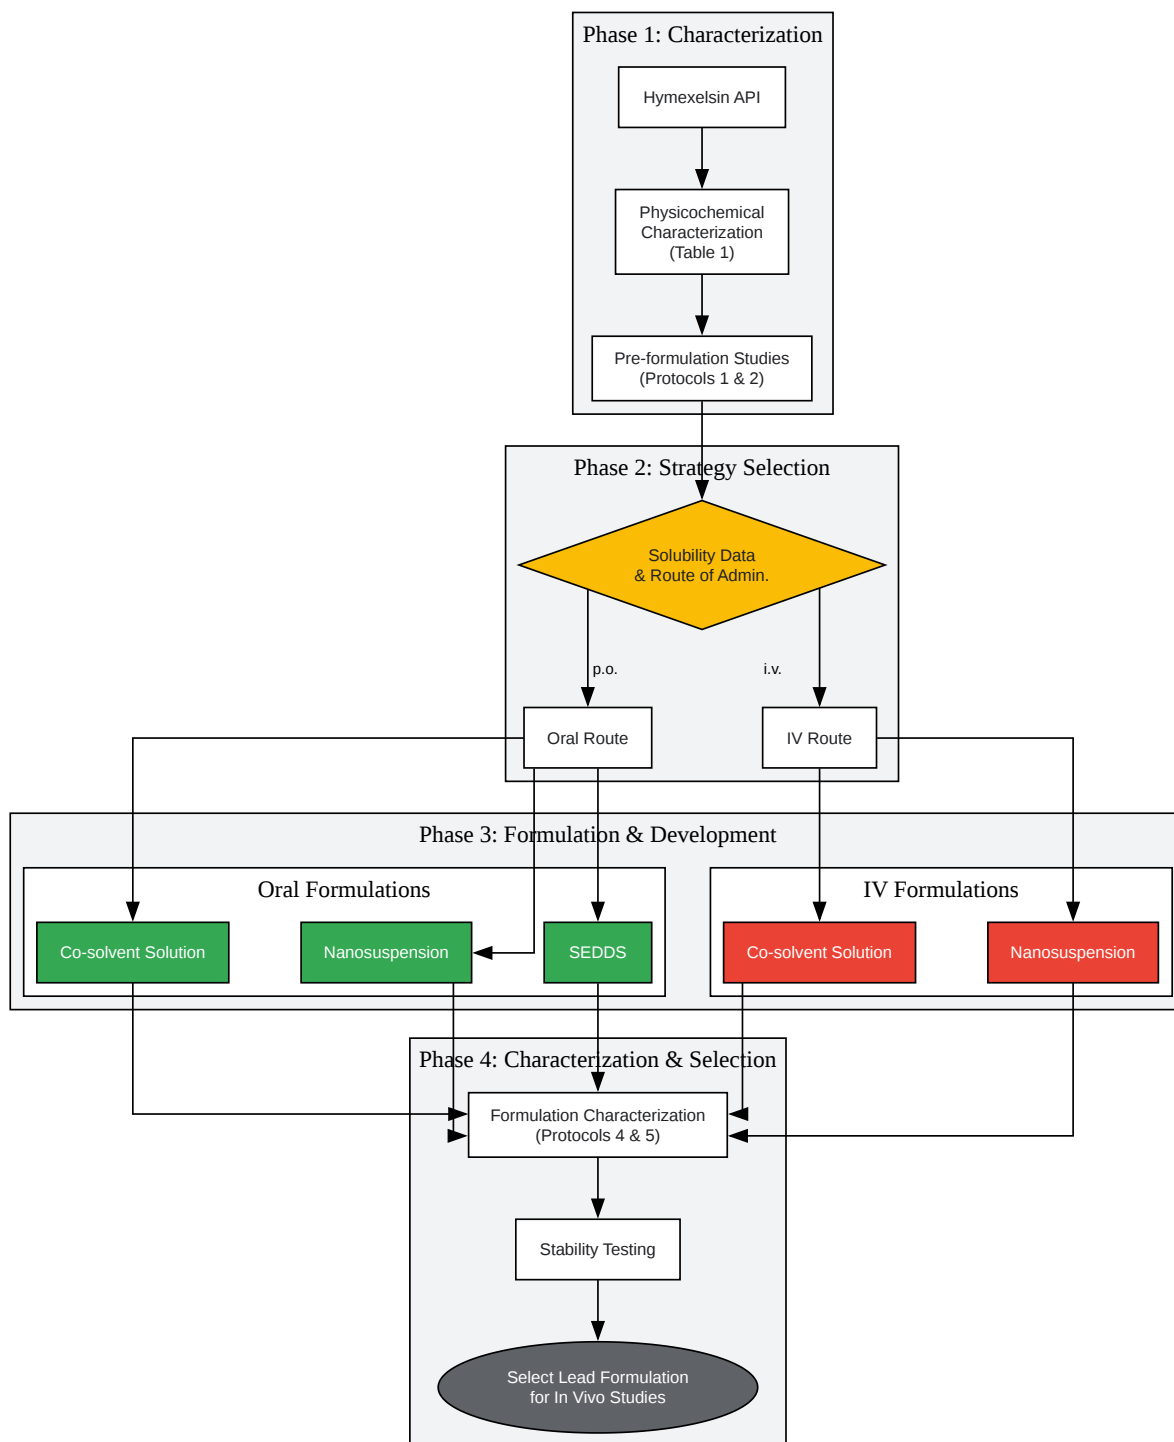 Phase 1: Characterization
Hymexelsin API
Physicochemical
Characterization
(Table 1)
Pre-formulation Studies
(Protocols 1 & 2)
Phase 2: Strategy Selection
Solubility Data
& Route of Admin.
p.o.
i.v.
Oral Route
IV Route
Phase 3: Formulation & Development
Oral Formulations
IV Formulations
Co-solvent Solution
Nanosuspension
SEDDS
Co-solvent Solution
Nanosuspension
Phase 4: Characterization & Selection
Formulation Characterization
(Protocols 4 & 5)
Stability Testing
Select Lead Formulation
for In Vivo Studies